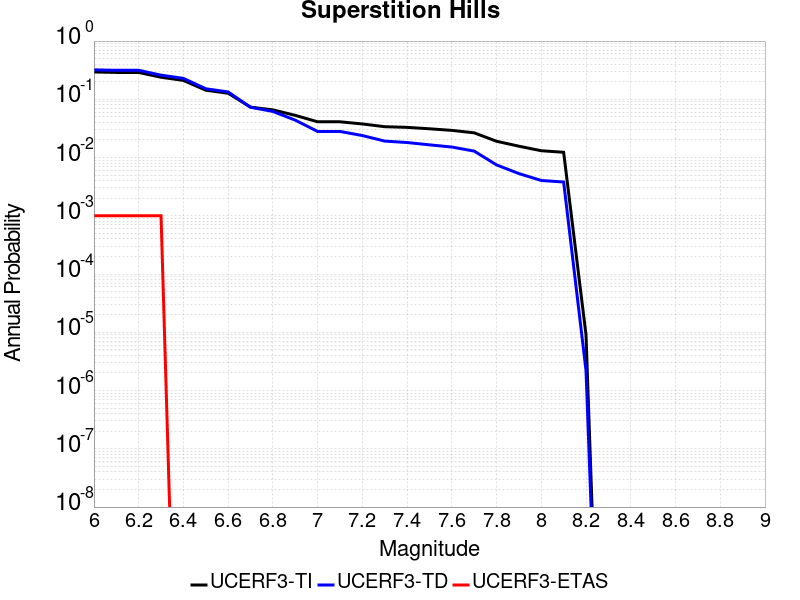 Superstition Hills
10^0
10^-1
10^-2
10^-3
10^-4
10^-5
10^-6
10^-7
10^-8
Annual Probability
6 6.2 6.4 6.6 6.8 7 7.2 7.4 7.6 7.8 8 8.2 8.4 8.6 8.8 9
Magnitude
UCERF3-TI UCERF3-TD UCERF3-ETAS